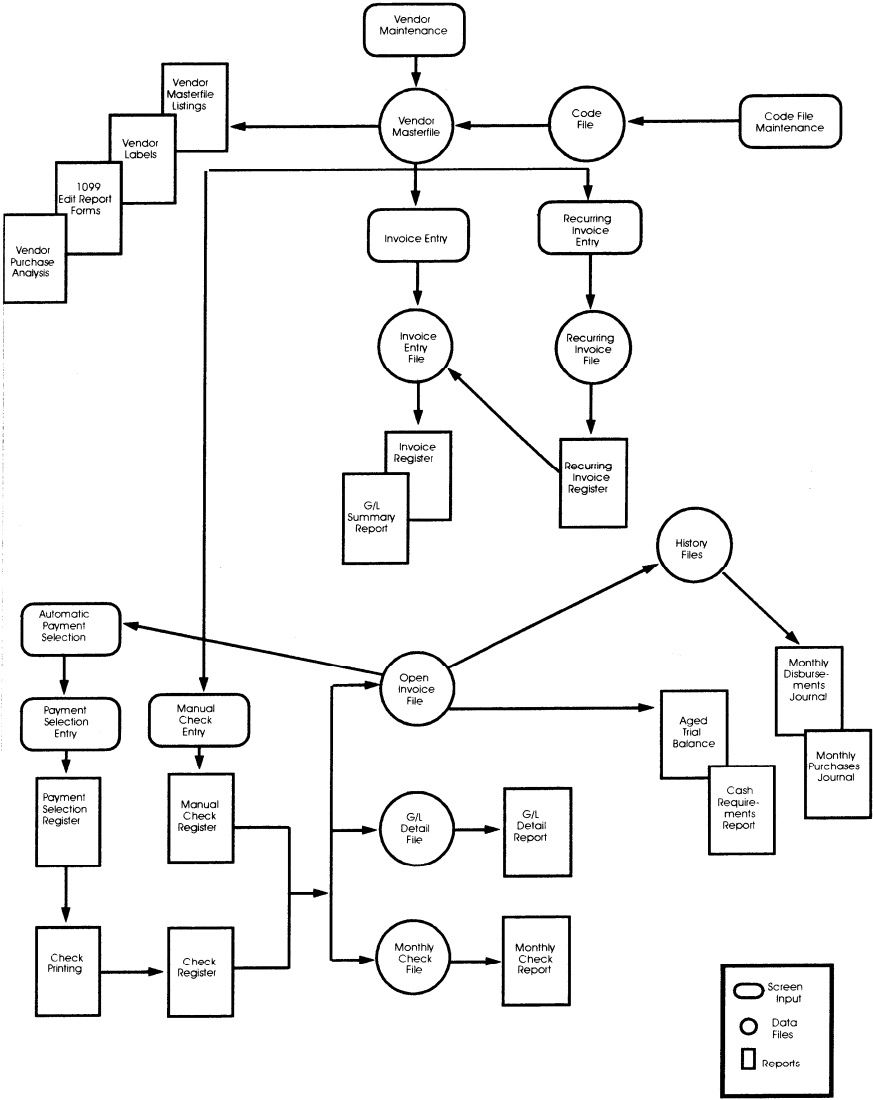 Vendor
Maintenance
Vendor
Masterfile
Listings
Vendor
Masterfile
Code
File
Code File
Maintenance
Vendor
Labels
1099
Edit Report
Forms
Vendor
Purchase
Analysis
Invoice Entry
Recurring
Invoice
Entry
Invoice
Entry
File
Recurring
Invoice
File
Invoice
Register
Recurring
Invoice
Register
G/L
Summary
Report
History
Files
Automatic
Payment
Selection
Open
Invoice
File
Monthly
Disburse-
ments
Journal
Payment
Selection
Entry
Manual
Check
Entry
Aged
Trial
Balance
Monthly
Purchases
Journal
Payment
Selection
Register
Manual
Check
Register
G/L
Detail
File
G/L
Detail
Report
Cash
Require-
ments
Report
Check
Printing
Check
Register
Monthly
Check
File
Monthly
Check
Report
Screen
Input
Data
Files
Reports